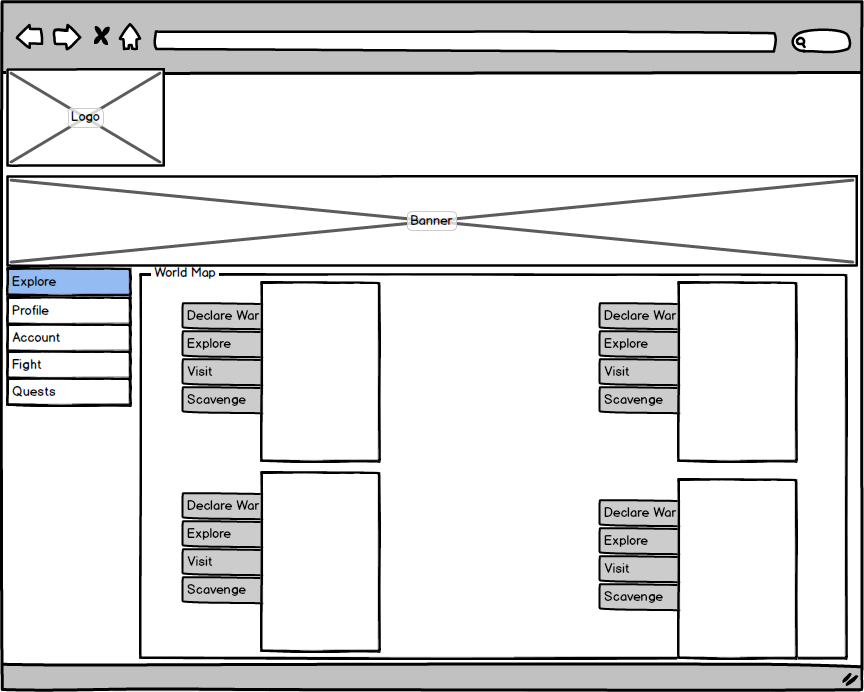 Logo
Banner
Explore
Profile
Account
Fight
Quests
World Map
Declare War
Explore
Visit
Scavenge
Declare War
Explore
Visit
Scavenge
Declare War
Explore
Visit
Scavenge
Declare War
Explore
Visit
Scavenge